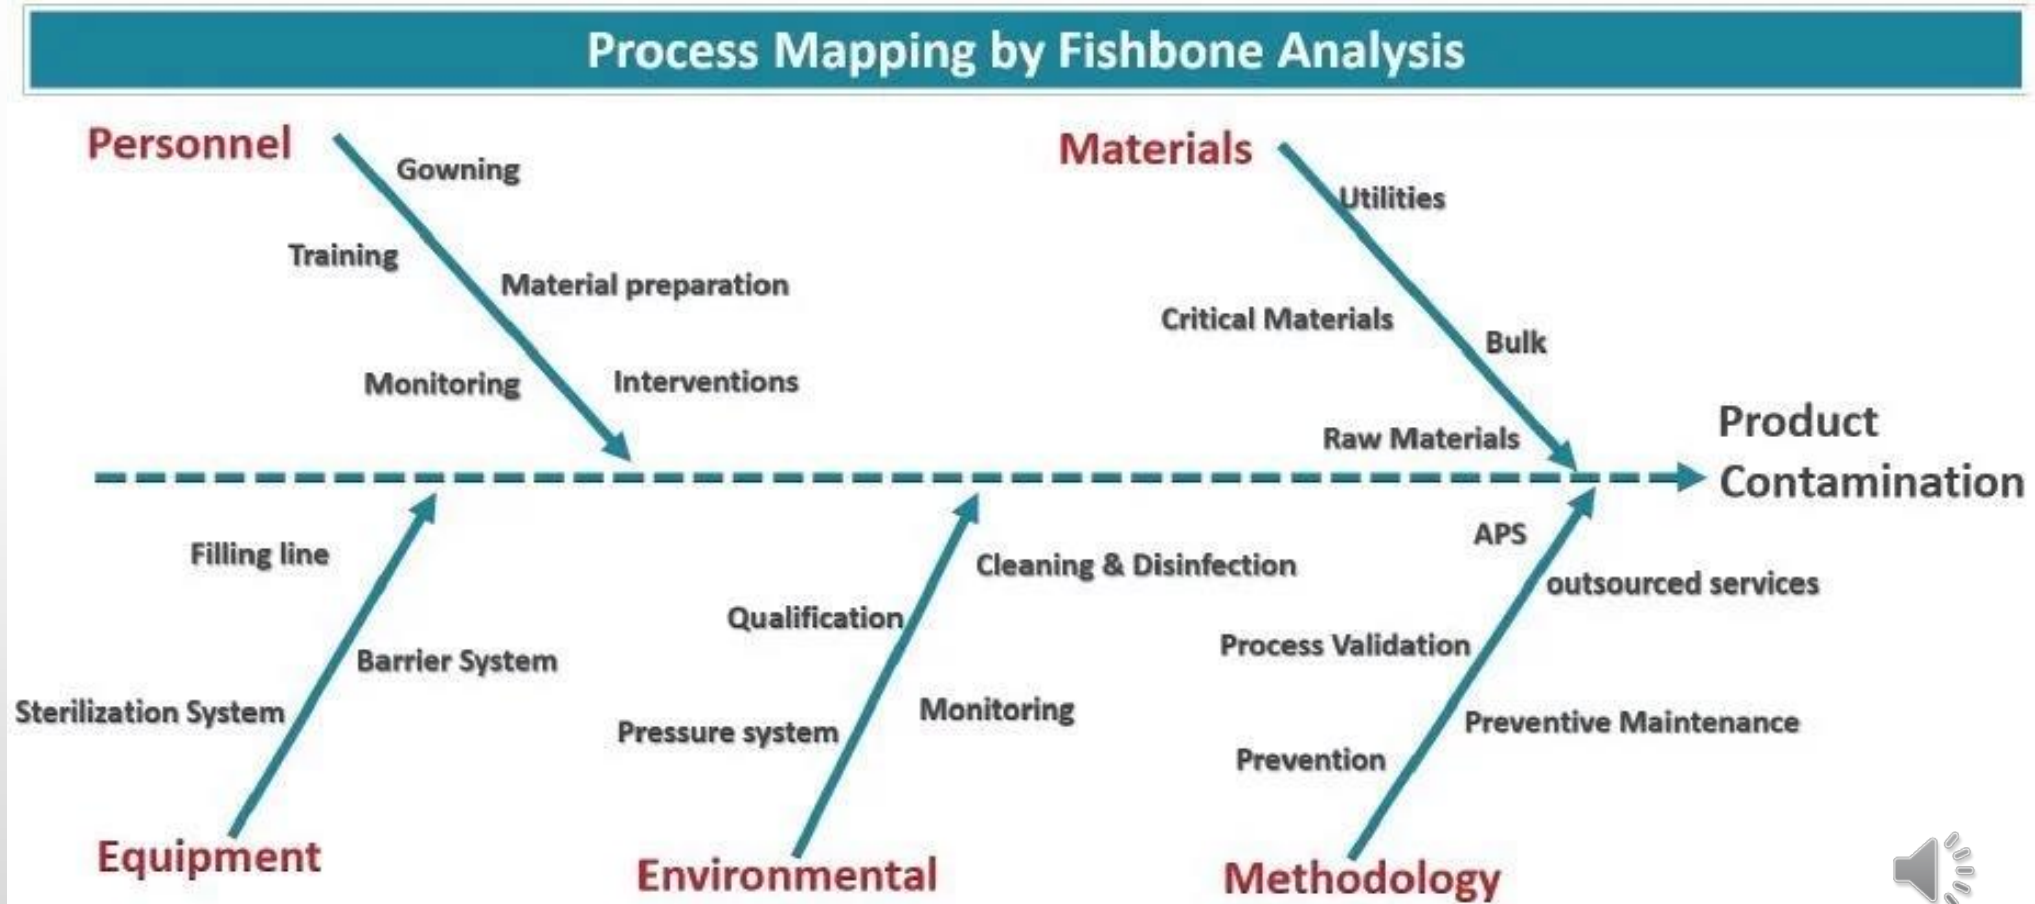 Process Mapping by Fishbone Analysis
Personnel
Gowning
Training
Material preparation
Monitoring
Interventions
Materials
Utilities
Critical Materials
Bulk
Raw Materials
Product
Contamination
Filling line
Barrier System
Sterilization System
Equipment
Cleaning & Disinfection
Qualification
Monitoring
Pressure system
Environmental
APS
outsourced services
Process Validation
Preventive Maintenance
Prevention
Methodology